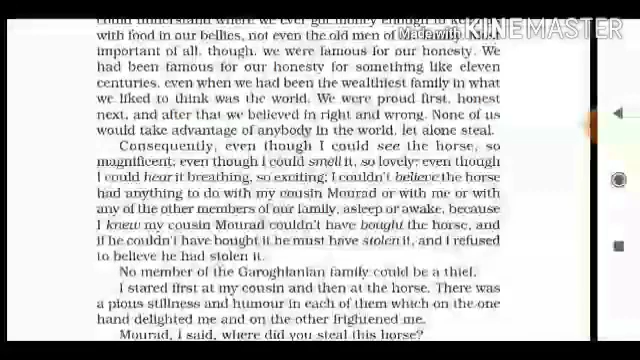 with food in our bellies, not even the old men of
Made with KINEMASTER
important of all, though, we were famous for our honesty. We
had been famous for our honesty for something like eleven
centuries, even when we had been the wealthiest family in what
we liked to think was the world. We were proud first, honest
next, and after that we believed in right and wrong. None of us
would take advantage of anybody in the world, let alone steal.
Consequently, even though I could see the horse, so
magnificent; even though I could smell it, so lovely; even though
I could hear it breathing, so exciting; I couldn't believe the horse
had anything to do with my cousin Mourad or with me or with
any of the other members of our family, asleep or awake, because
I knew my cousin Mourad couldn't have bought the horse, and
if he couldn't have bought it he must have stolen it, and I refused
to believe he had stolen it.
No member of the Garoghlanian family could be a thief.
I stared first at my cousin and then at the horse. There was
a pious stillness and humour in each of them which on the one
hand delighted me and on the other frightened me.
Mourad, I said, where did you steal this horse?